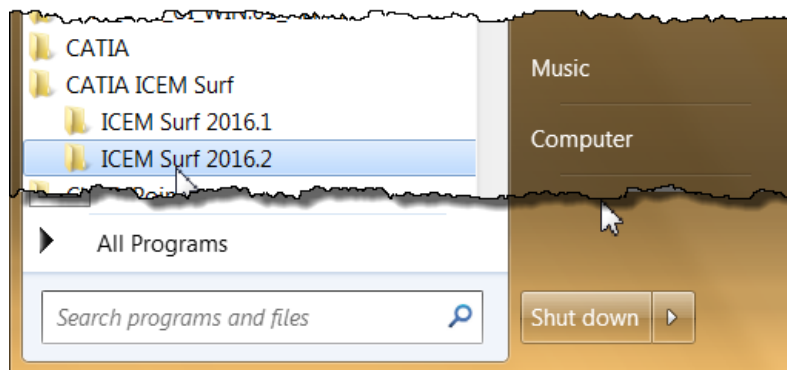 CATIA
CATIA ICEM Surf
ICEM Surf 2016.1
ICEM Surf 2016.2
All Programs
Search programs and files
Music
Computer
Shut down